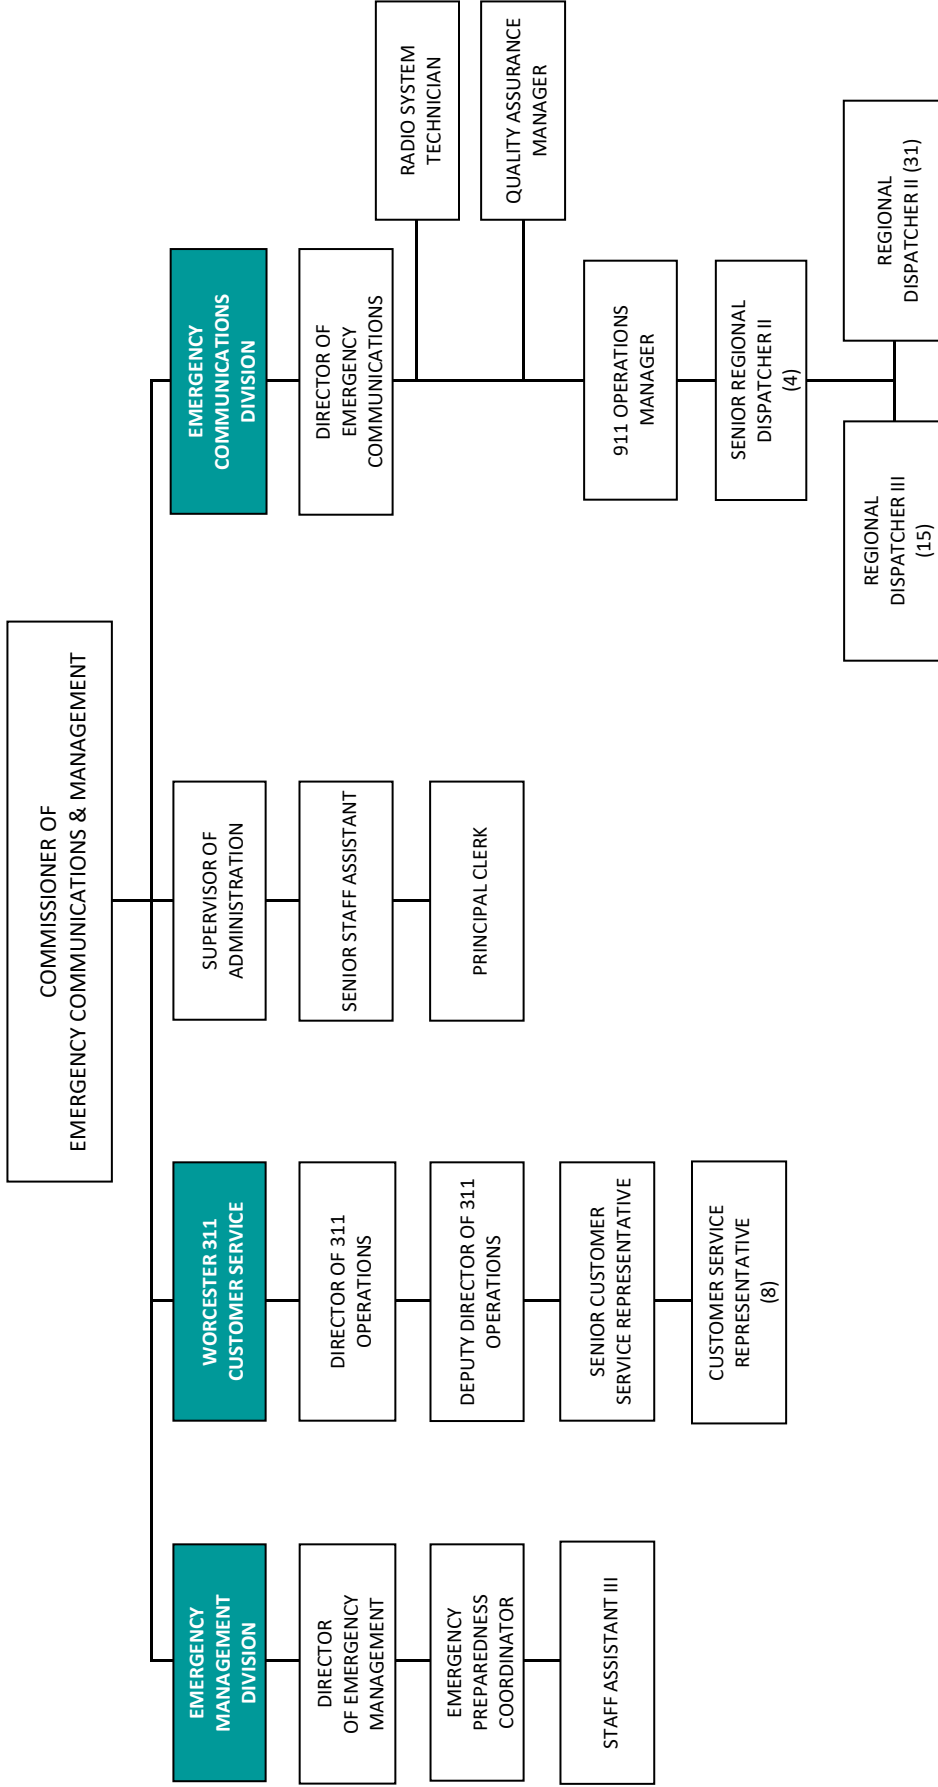 COMMISSIONER OF
EMERGENCY COMMUNICATIONS & MANAGEMENT
EMERGENCY
MANAGEMENT
DIVISION
DIRECTOR
OF EMERGENCY
MANAGEMENT
EMERGENCY
PREPAREDNESS
COORDINATOR
STAFF ASSISTANT III
WORCESTER 311
CUSTOMER SERVICE
DIRECTOR OF 311
OPERATIONS
DEPUTY DIRECTOR OF 311
OPERATIONS
SENIOR CUSTOMER
SERVICE REPRESENTATIVE
CUSTOMER SERVICE
REPRESENTATIVE
(8)
SUPERVISOR OF
ADMINISTRATION
SENIOR STAFF ASSISTANT
PRINCIPAL CLERK
EMERGENCY
COMMUNICATIONS
DIVISION
DIRECTOR OF
EMERGENCY
COMMUNICATIONS
RADIO SYSTEM
TECHNICIAN
QUALITY ASSURANCE
MANAGER
911 OPERATIONS
MANAGER
SENIOR REGIONAL
DISPATCHER II
(4)
REGIONAL
DISPATCHER III
(15)
REGIONAL
DISPATCHER II (31)